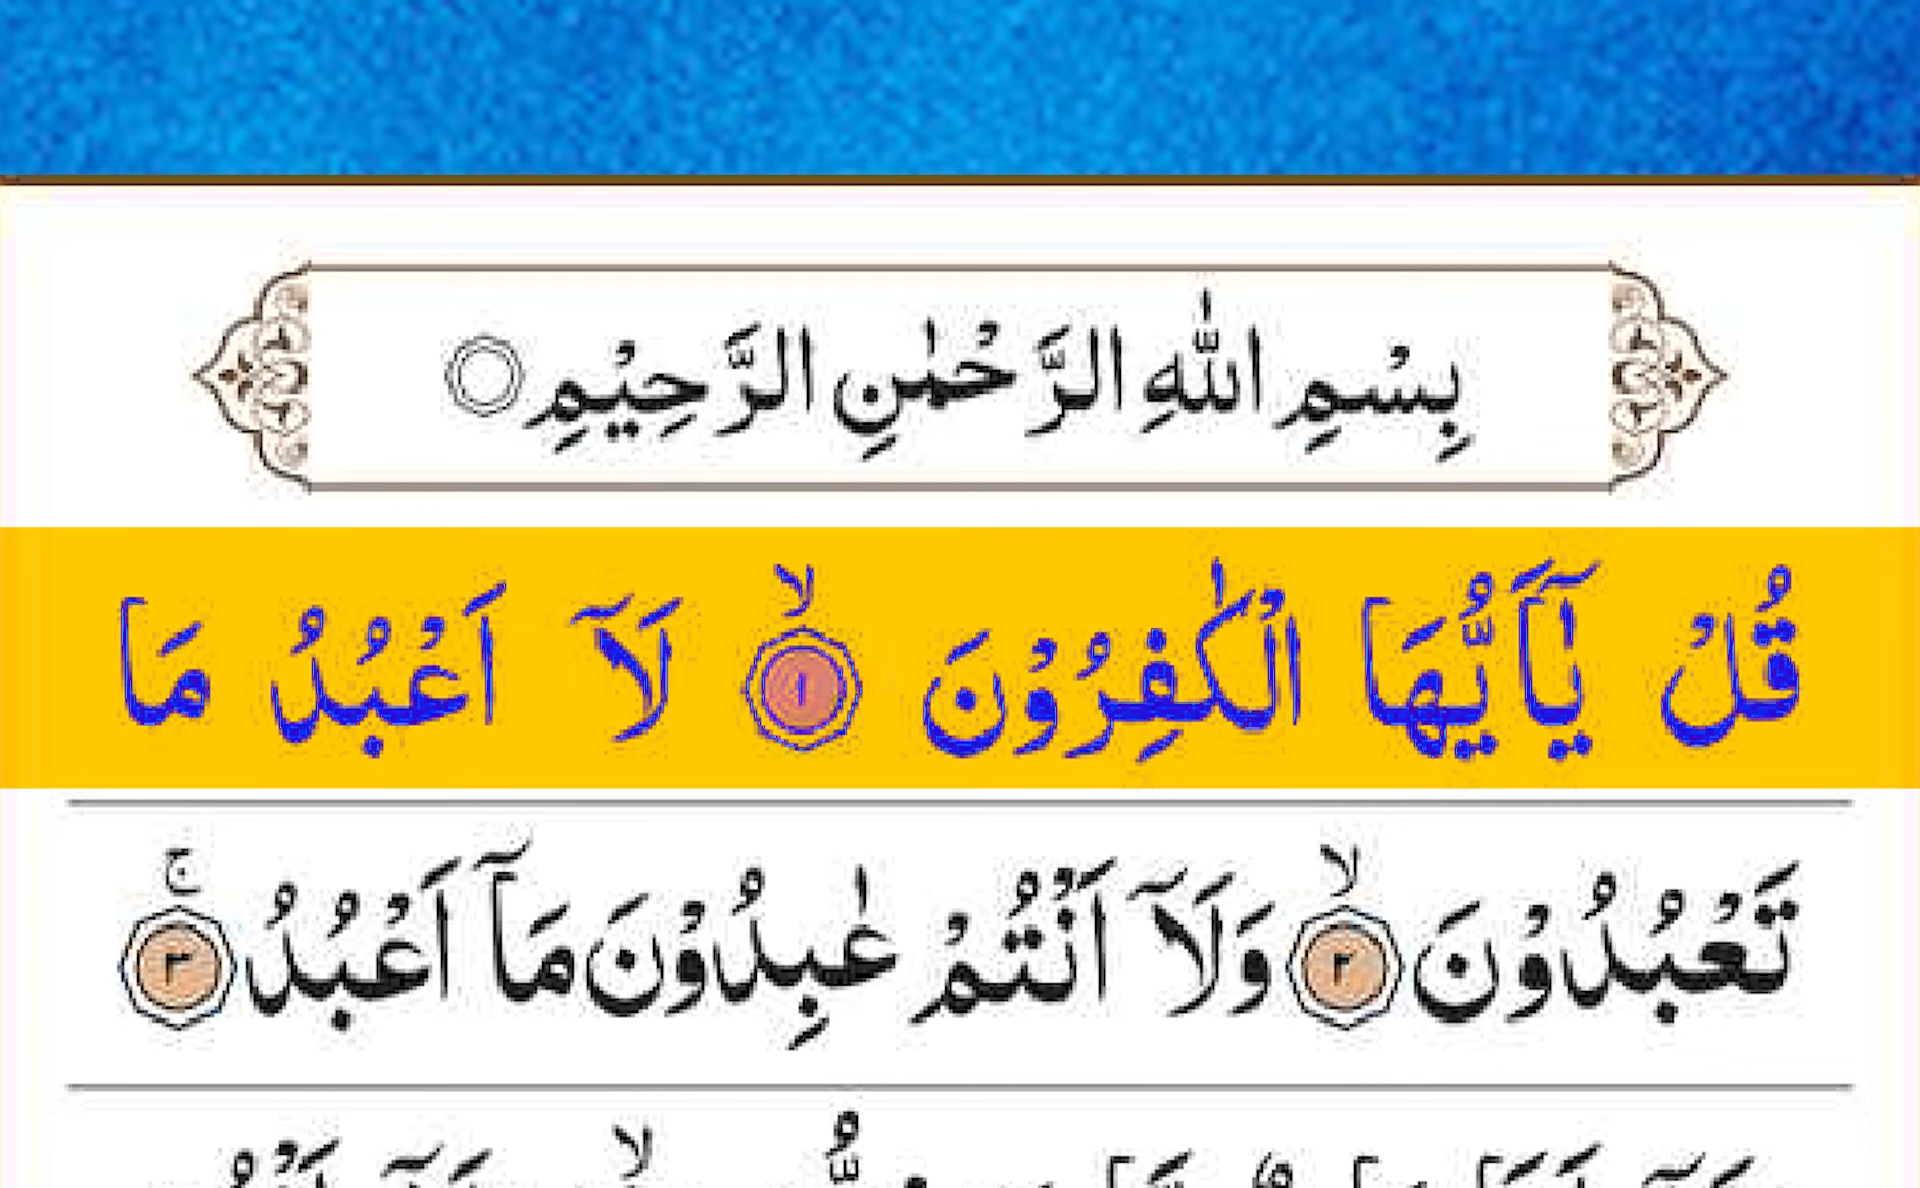 بِسْمِ اللّٰهِ الرَّحْمٰنِ الرَّحِيْمِ
قُلْ يٰٓاَيُّهَا الْكٰفِرُوْنَ ۙ‏ ١ لَاۤ اَعْبُدُ مَا
تَعْبُدُوْنَ ۙ‏ ٢ وَلَاۤ اَنْتُمْ عٰبِدُوْنَ مَاۤ اَعْبُدُ ۚ‏ ٣